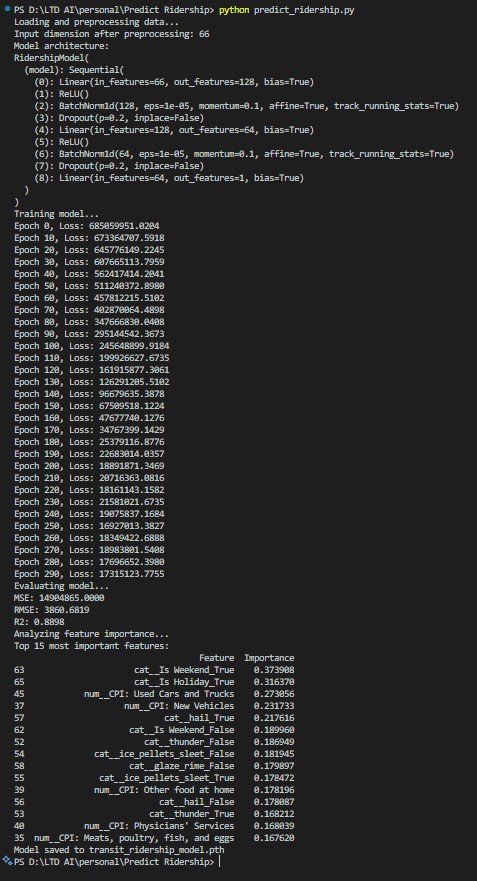 PS D:\LTD AI\personal\Predict Ridership> python predict_ridership.py
Loading and preprocessing data...
Input dimension after preprocessing: 66
Model architecture:
RidershipModel(
  (model): Sequential(
    (0): Linear(in_features=66, out_features=128, bias=True)
    (1): ReLU()
    (2): BatchNorm1d(128, eps=1e-05, momentum=0.1, affine=True, track_running_stats=True)
    (3): Dropout(p=0.2, inplace=False)
    (4): Linear(in_features=128, out_features=64, bias=True)
    (5): ReLU()
    (6): BatchNorm1d(64, eps=1e-05, momentum=0.1, affine=True, track_running_stats=True)
    (7): Dropout(p=0.2, inplace=False)
    (8): Linear(in_features=64, out_features=1, bias=True)
  )
)
Training model...
Epoch 0, Loss: 685059951.0204
Epoch 10, Loss: 673364707.5918
Epoch 20, Loss: 645776149.2245
Epoch 30, Loss: 607665113.7959
Epoch 40, Loss: 562417414.2041
Epoch 50, Loss: 511240372.8980
Epoch 60, Loss: 457812215.5102
Epoch 70, Loss: 402870064.4898
Epoch 80, Loss: 347666830.0408
Epoch 90, Loss: 295144542.3673
Epoch 100, Loss: 245648899.9184
Epoch 110, Loss: 199926627.6735
Epoch 120, Loss: 161915877.3061
Epoch 130, Loss: 126291205.5102
Epoch 140, Loss: 96679635.3878
Epoch 150, Loss: 67509518.1224
Epoch 160, Loss: 47677740.1276
Epoch 170, Loss: 34767399.1429
Epoch 180, Loss: 25379116.8776
Epoch 190, Loss: 22683014.0357
Epoch 200, Loss: 18891871.3469
Epoch 210, Loss: 20716363.0816
Epoch 220, Loss: 18161143.1582
Epoch 230, Loss: 21581021.6735
Epoch 240, Loss: 19075837.1684
Epoch 250, Loss: 16927013.3827
Epoch 260, Loss: 18349422.6888
Epoch 270, Loss: 18983801.5408
Epoch 280, Loss: 17696652.3980
Epoch 290, Loss: 17315123.7755
Evaluating model...
MSE: 14904865.0000
RMSE: 3860.6819
R2: 0.8898
Analyzing feature importance...
Top 15 most important features:
Feature  Importance
63  cat__Is Weekend_True  0.373908
65  cat__Is Holiday_True  0.316370
45  num__CPI: Used Cars and Trucks  0.273056
37  num__CPI: New Vehicles  0.231733
57  cat__hail_True  0.217616
62  cat__Is Weekend_False  0.189960
52  cat__thunder_False  0.186949
54  cat__ice_pellets_sleet_False  0.181945
58  cat__glaze_rime_False  0.179897
55  cat__ice_pellets_sleet_True  0.178472
39  num__CPI: Other food at home  0.178196
56  cat__hail_False  0.178087
53  cat__thunder_True  0.168212
40  num__CPI: Physicians' Services  0.168039
35  num__CPI: Meats, poultry, fish, and eggs  0.167620
Model saved to transit_ridership_model.pth
PS D:\LTD AI\personal\Predict Ridership>